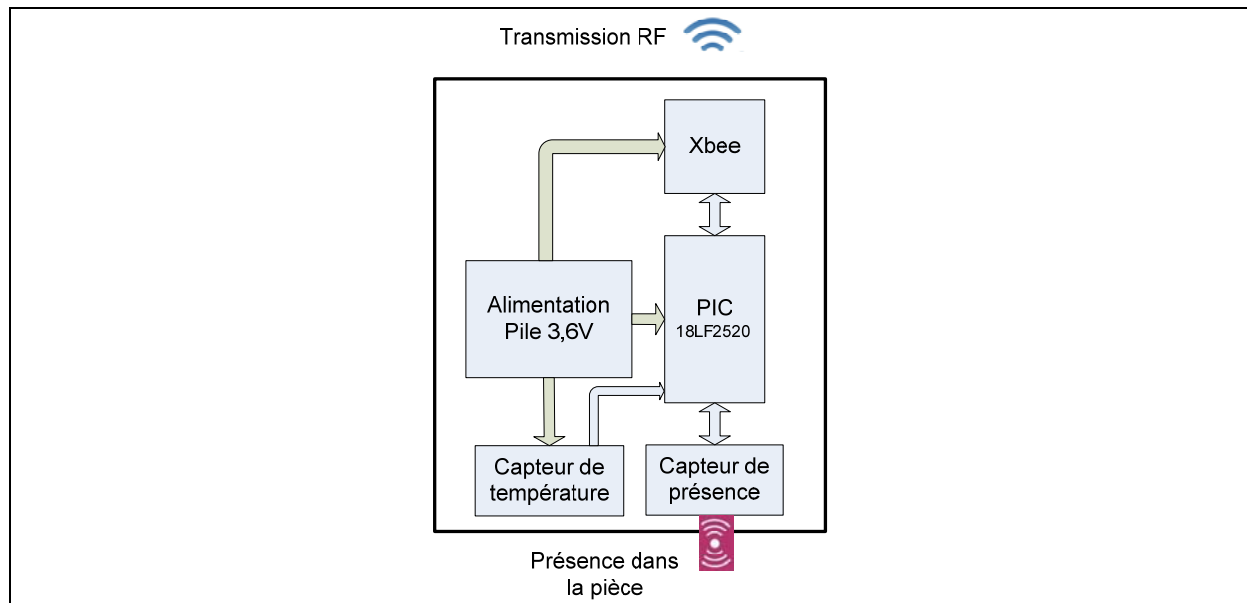 Transmission RF
Xbee
Alimentation
Pile 3,6V
PIC
18LF2520
Capteur de
température
Capteur de
présence
Présence dans
la pièce